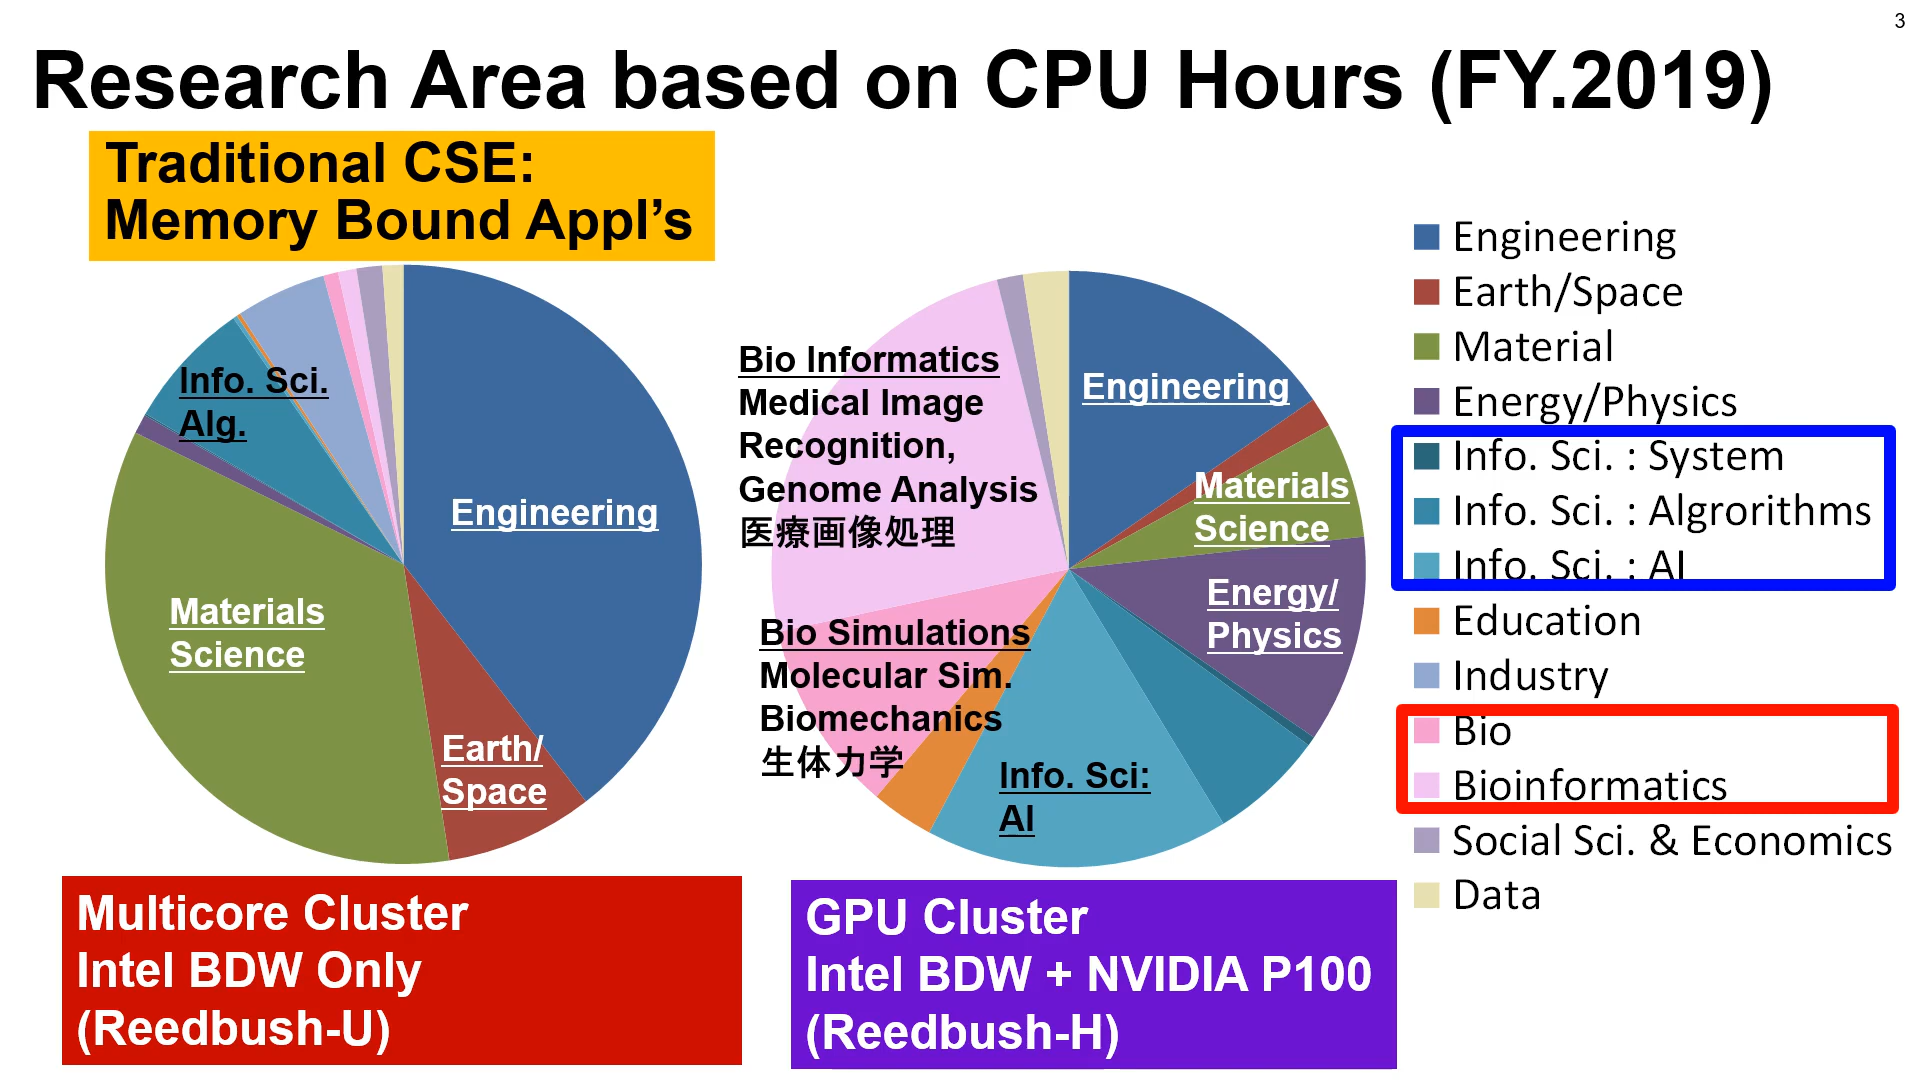 3
Research Area based on CPU Hours (FY.2019)
Traditional CSE:
Memory Bound Appl’s
Info. Sci.
Alg.
Engineering
Materials
Science
Earth/
Space
Multicore Cluster
Intel BDW Only
(Reedbush-U)
Bio Informatics
Medical Image
Recognition,
Genome Analysis
医療画像処理
Bio Simulations
Molecular Sim.
Biomechanics
生体力学
Engineering
Materials
Science
Energy/
Physics
Info. Sci:
AI
GPU Cluster
Intel BDW + NVIDIA P100
(Reedbush-H)
Engineering
Earth/Space
Material
Energy/Physics
Info. Sci. : System
Info. Sci. : Algrorithms
Info. Sci. : AI
Education
Industry
Bio
Bioinformatics
Social Sci. & Economics
Data